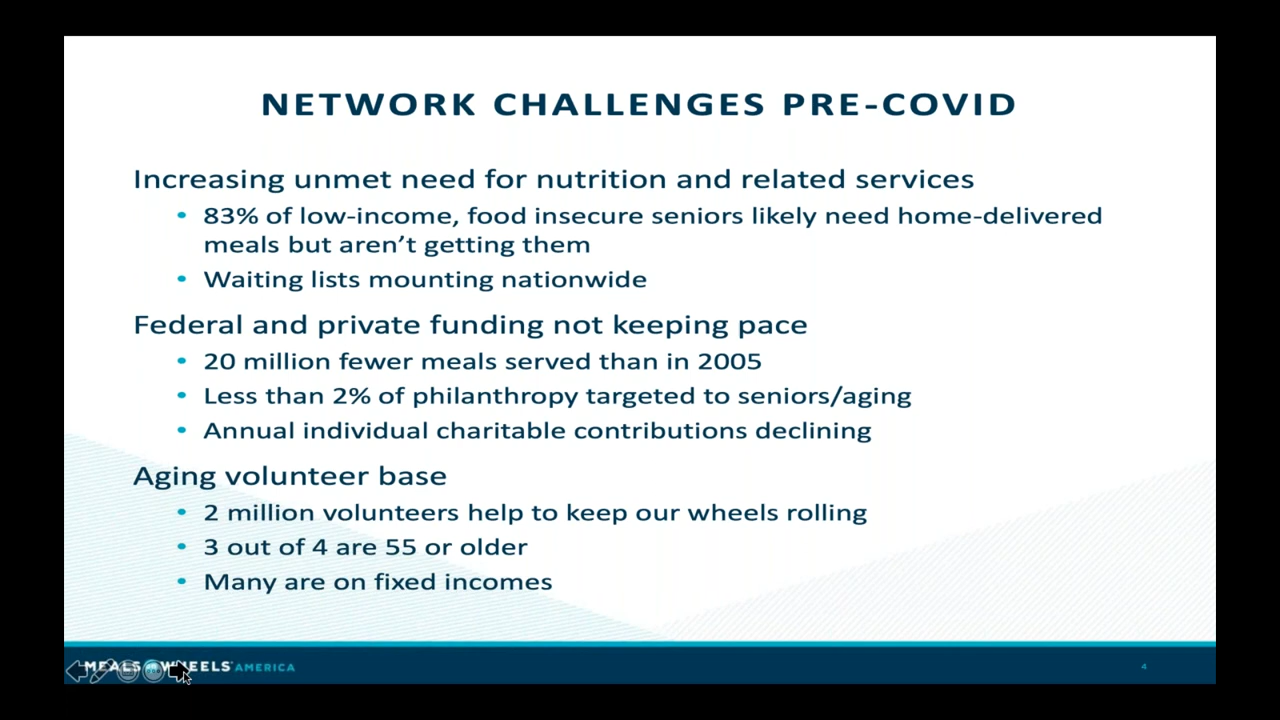 NETWORK CHALLENGES PRE-COVID
Increasing unmet need for nutrition and related services
• 83% of low-income, food insecure seniors likely need home-delivered
meals but aren’t getting them
• Waiting lists mounting nationwide
Federal and private funding not keeping pace
• 20 million fewer meals served than in 2005
• Less than 2% of philanthropy targeted to seniors/aging
• Annual individual charitable contributions declining
Aging volunteer base
• 2 million volunteers help to keep our wheels rolling
• 3 out of 4 are 55 or older
• Many are on fixed incomes
MEALS WHEELS AMERICA
4